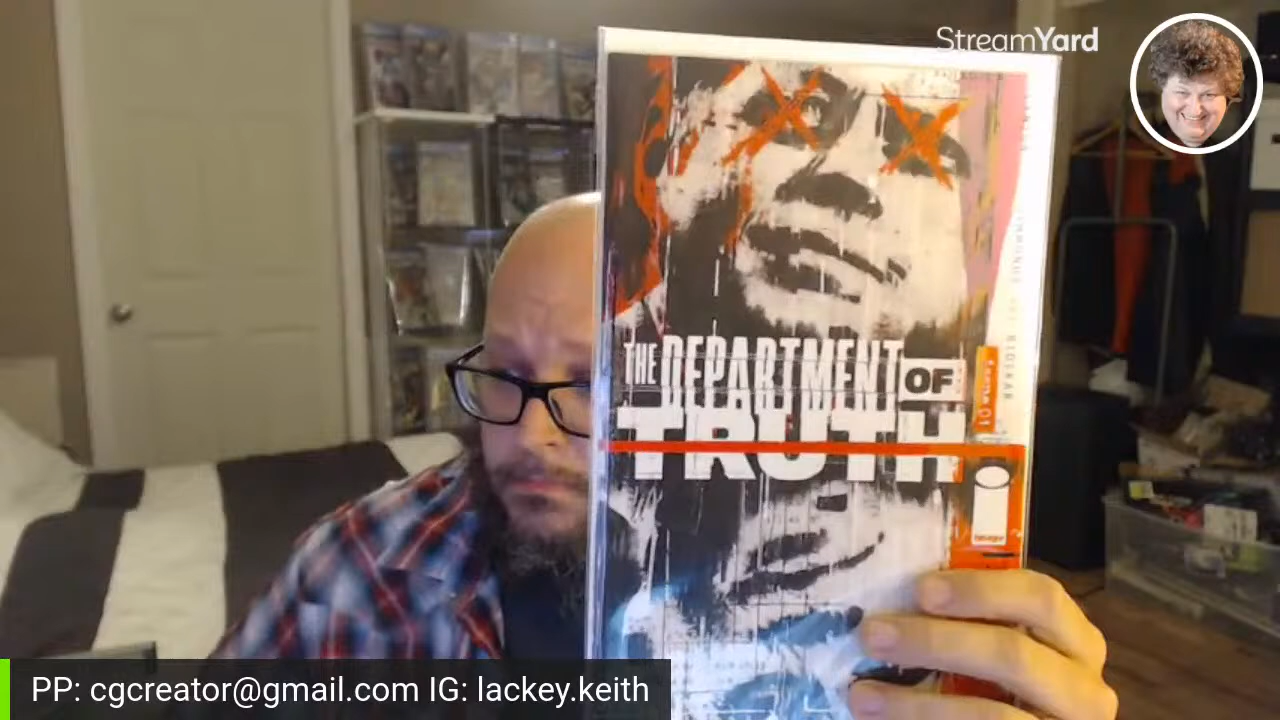 StreamYard
THE DEPARTMENT OF
TRUTH
image
PP: cgcreator@gmail.com IG: lackey.keith